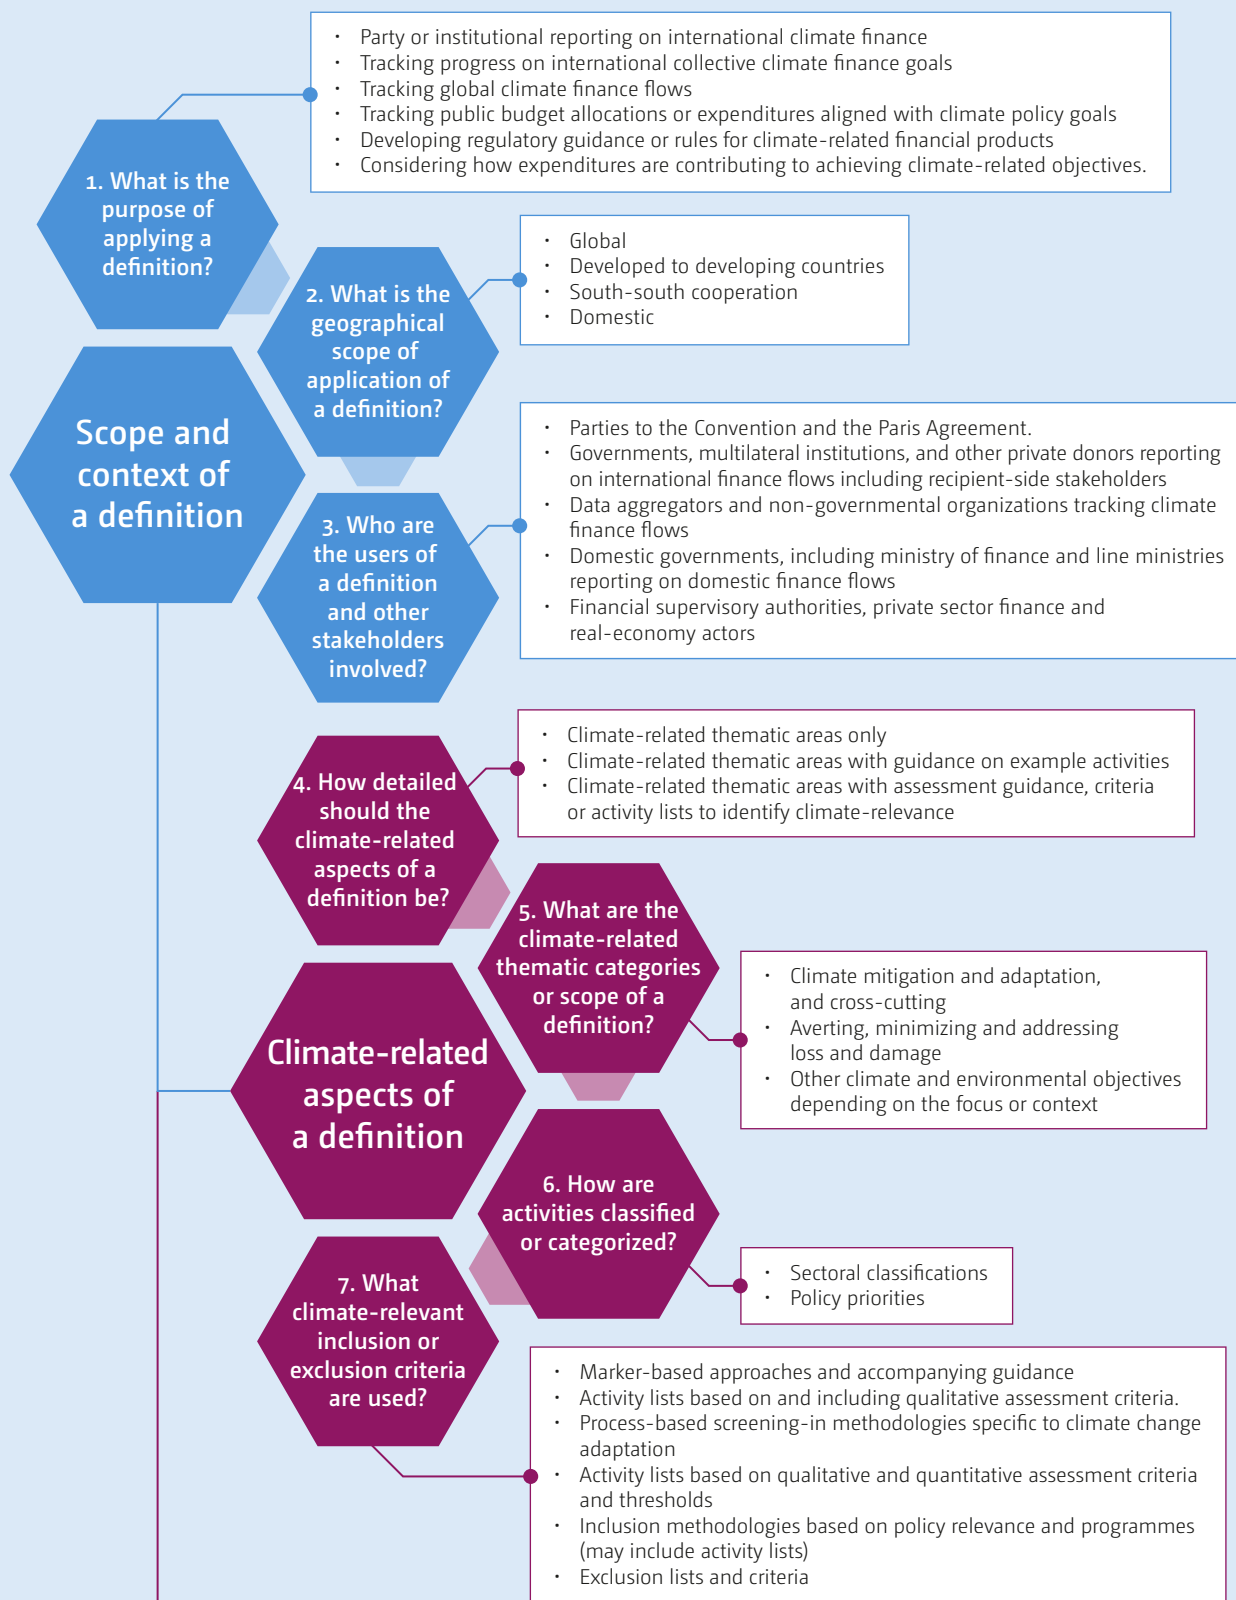 • Party or institutional reporting on international climate finance
• Tracking progress on international collective climate finance goals
• Tracking global climate finance flows
• Tracking public budget allocations or expenditures aligned with climate policy goals
• Developing regulatory guidance or rules for climate-related financial products
• Considering how expenditures are contributing to achieving climate-related objectives.
1. What is the
purpose of
applying a
definition?
• Global
• Developed to developing countries
• South-south cooperation
• Domestic
2. What is the
geographical
scope of
application of
a definition?
Scope and
context of
a definition
• Parties to the Convention and the Paris Agreement.
• Governments, multilateral institutions, and other private donors reporting
on international finance flows including recipient-side stakeholders
• Data aggregators and non-governmental organizations tracking climate
finance flows
• Domestic governments, including ministry of finance and line ministries
reporting on domestic finance flows
• Financial supervisory authorities, private sector finance and
real-economy actors
3. Who are
the users of
a definition
and other
stakeholders
involved?
• Climate-related thematic areas only
• Climate-related thematic areas with guidance on example activities
• Climate-related thematic areas with assessment guidance, criteria
or activity lists to identify climate-relevance
4. How detailed
should the
climate-related
aspects of a
definition be?
5. What are the
climate-related
thematic categories
or scope of a
definition?
• Climate mitigation and adaptation,
and cross-cutting
• Averting, minimizing and addressing
loss and damage
• Other climate and environmental objectives
depending on the focus or context
Climate-related
aspects of
a definition
6. How are
activities classified
or categorized?
• Sectoral classifications
• Policy priorities
7. What
climate-relevant
inclusion or
exclusion criteria
are used?
• Marker-based approaches and accompanying guidance
• Activity lists based on and including qualitative assessment criteria.
• Process-based screening-in methodologies specific to climate change
adaptation
• Activity lists based on qualitative and quantitative assessment criteria
and thresholds
• Inclusion methodologies based on policy relevance and programmes
(may include activity lists)
• Exclusion lists and criteria